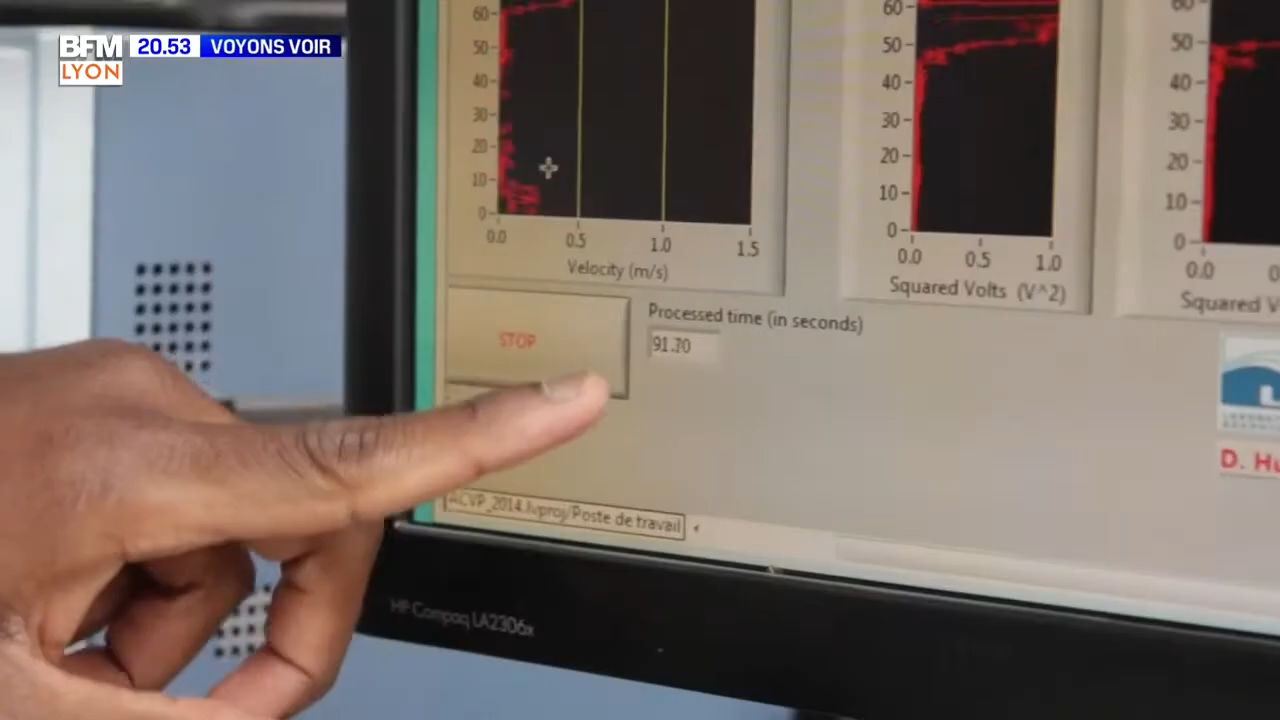 BFM 20.53 VOYONS VOIR
LYON
60
50
40
30
20
10
0
0.0 0.5 1.0 1.5
Velocity (m/s)
60
50
40
30
20
10
0
0.0 0.5 1.0
Squared Volts (V^2)
60
50
30
20
10
0
0.0
Squared V
STOP
Processed time (in seconds)
D. Hu
ACVP_2014.lvproj/Poste de travail
HP Compaq LA2306x